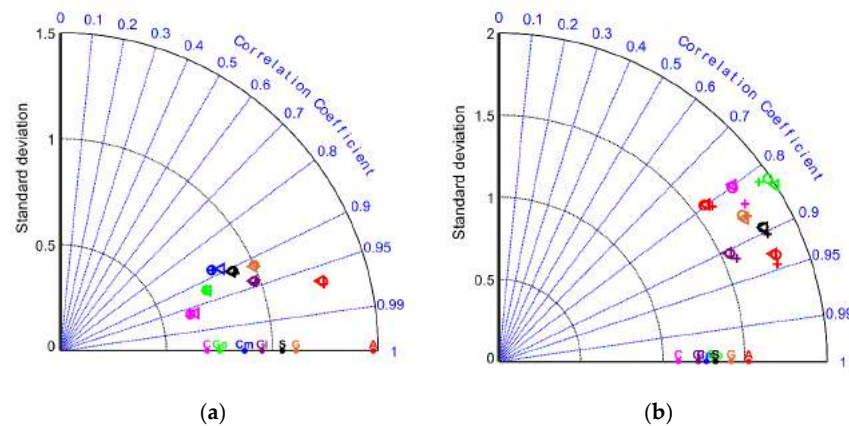 0 0.1 0.2 0.3 0.4 0.5 0.6 0.7 0.8 0.9 0.95 0.99 1
Correlation Coefficient
Standard deviation
1.5
1
0.5
0
C Go Cm Gi S G A
(a)
0 0.1 0.2 0.3 0.4 0.5 0.6 0.7 0.8 0.9 0.95 0.99 1
Correlation Coefficient
Standard deviation
2
1.5
1
0.5
0
C S G A
(b)